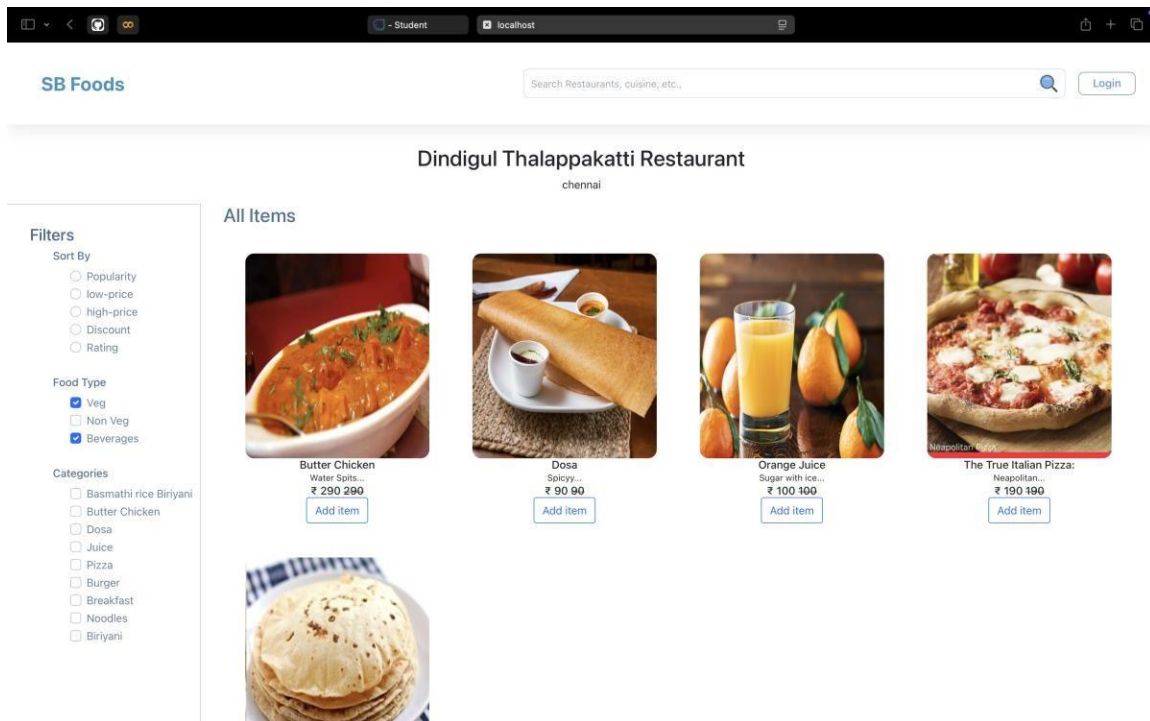 - Student
localhost
SB Foods
Search Restaurants, cuisine, etc.,
Login
Dindigul Thalappakatti Restaurant
chennai
Filters
Sort By
Popularity
low-price
high-price
Discount
Rating
Food Type
Veg
Non Veg
Beverages
Categories
Basmathi rice Biriyani
Butter Chicken
Dosa
Juice
Pizza
Burger
Breakfast
Noodles
Biriyani
All Items
Butter Chicken
Water Spits...
₹ 290 290
Add item
Dosa
Spicyy...
₹ 90 90
Add item
Orange Juice
Sugar with ice...
₹ 100 100
Add item
Neapolitan Pizza
The True Italian Pizza:
Neapolitan...
₹ 190 190
Add item